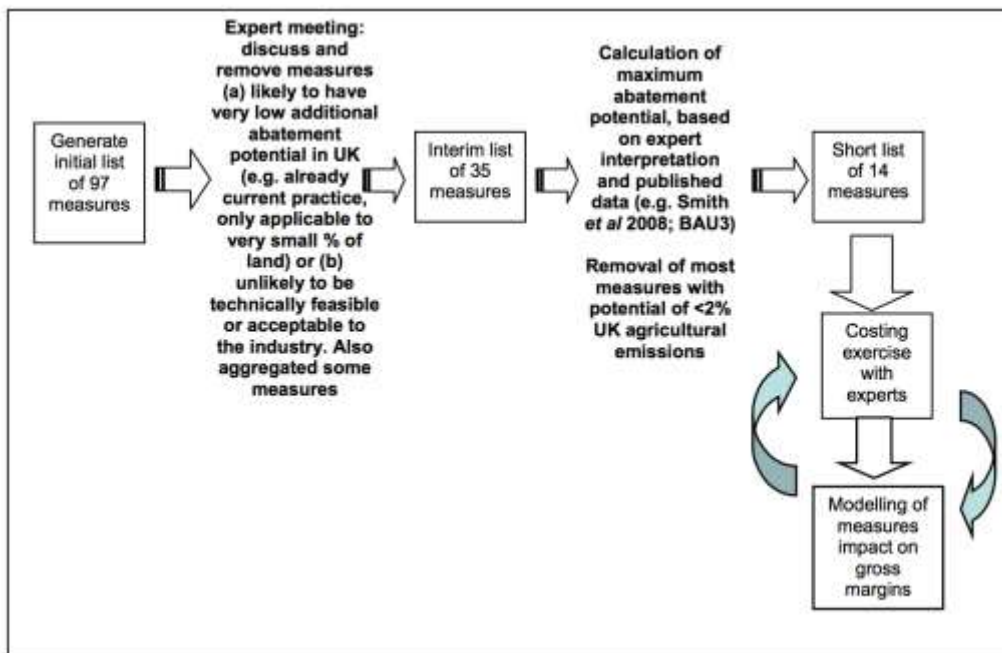 Generate
initial list
of 97
measures
Expert meeting:
discuss and
remove measures
(a) likely to have
very low additional
abatement
potential in UK
(e.g. already
current practice,
only applicable to
very small % of
land) or (b)
unlikely to be
technically feasible
or acceptable to
the industry. Also
aggregated some
measures
Interim list
of 35
measures
Calculation of
maximum
abatement
potential, based
on expert
interpretation
and published
data (e.g. Smith
et al 2008; BAU3)
Removal of most
measures with
potential of <2%
UK agricultural
emissions
Short list
of 14
measures
Costing
exercise
with
experts
Modelling of
measures
impact on
gross
margins